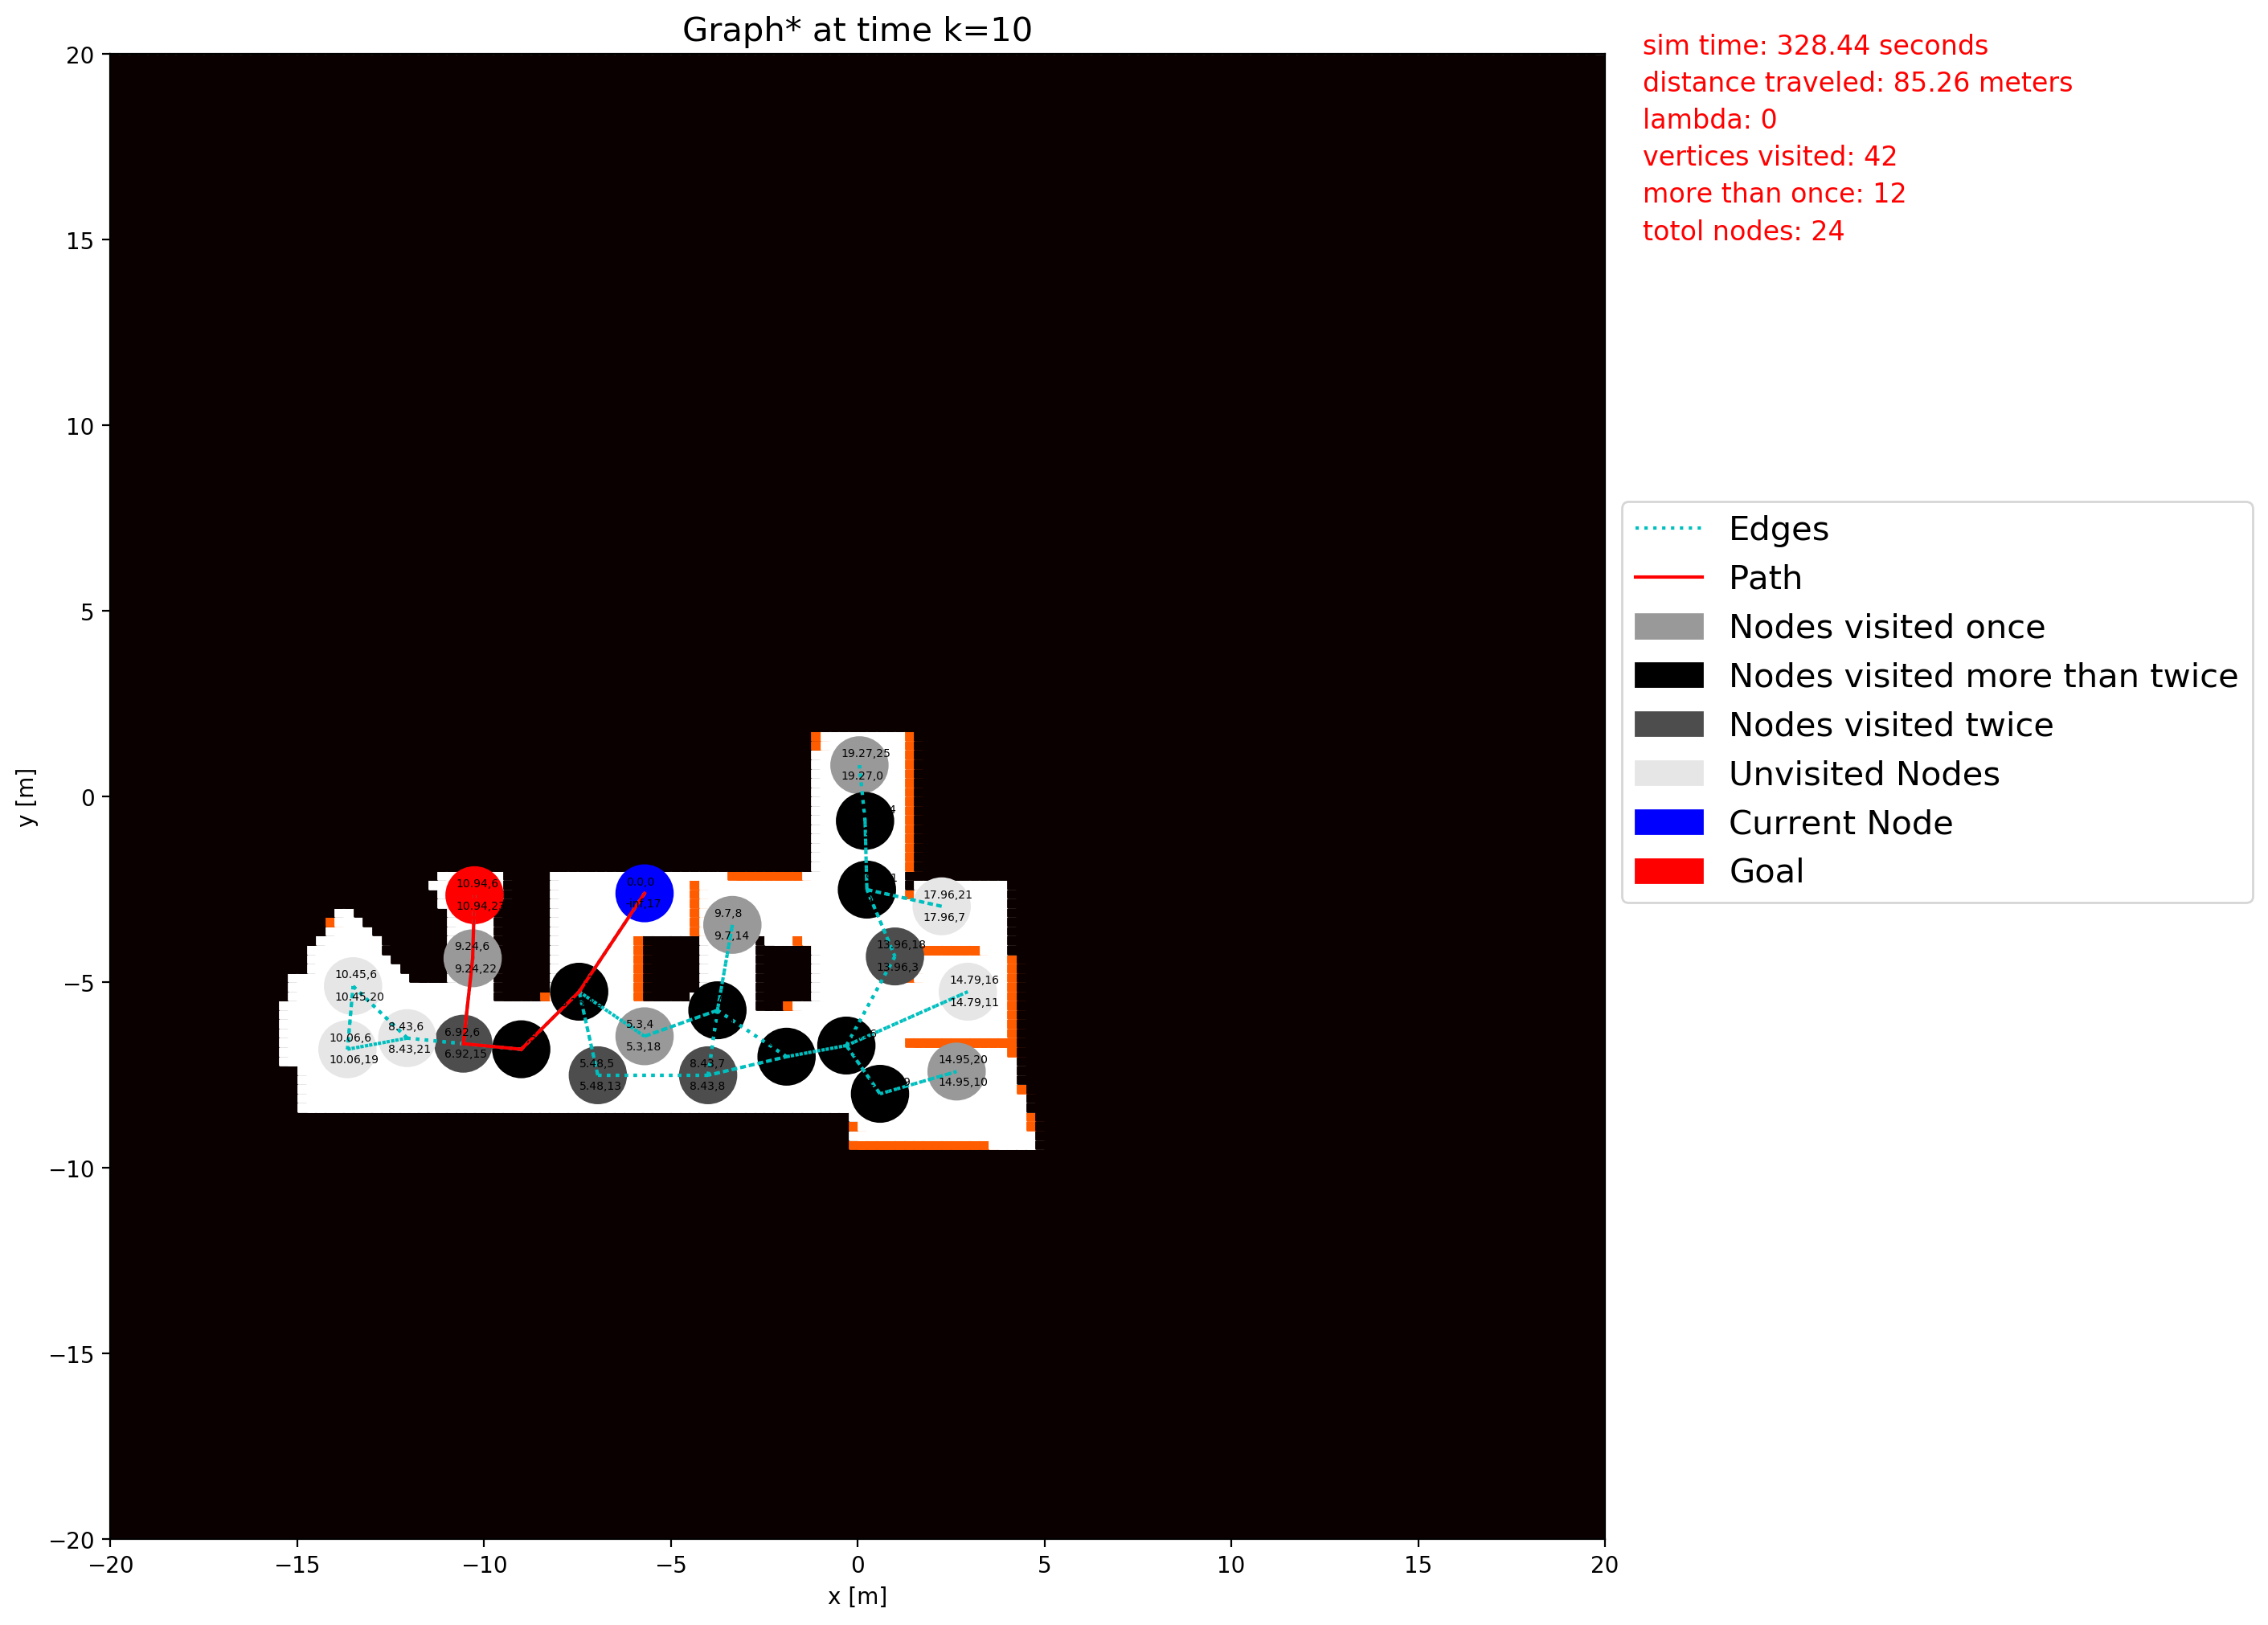 Graph* at time k=10
sim time: 328.44 seconds
distance traveled: 85.26 meters
lambda: 0
vertices visited: 42
more than once: 12
totol nodes: 24
Edges
Path
Nodes visited once
Nodes visited more than twice
Nodes visited twice
Unvisited Nodes
Current Node
Goal
20
15
10
5
0
−5
−10
−15
−20
y [m]
−20
−15
−10
−5
0
5
10
15
20
x [m]
19.27,25
19.27,0
17.96,21
17.96,7
13.96,18
13.96,3
14.79,16
14.79,11
14.95,20
14.95,10
10.94,6
9.24,6
9.24,22
10.45,6
10.45,20
10.06,6
10.06,19
8.43,6
8.43,21
6.92,6
6.92,15
0.0,0
9.7,8
9.7,14
5.3,4
5.3,18
5.48,5
5.48,13
8.43,7
8.43,8